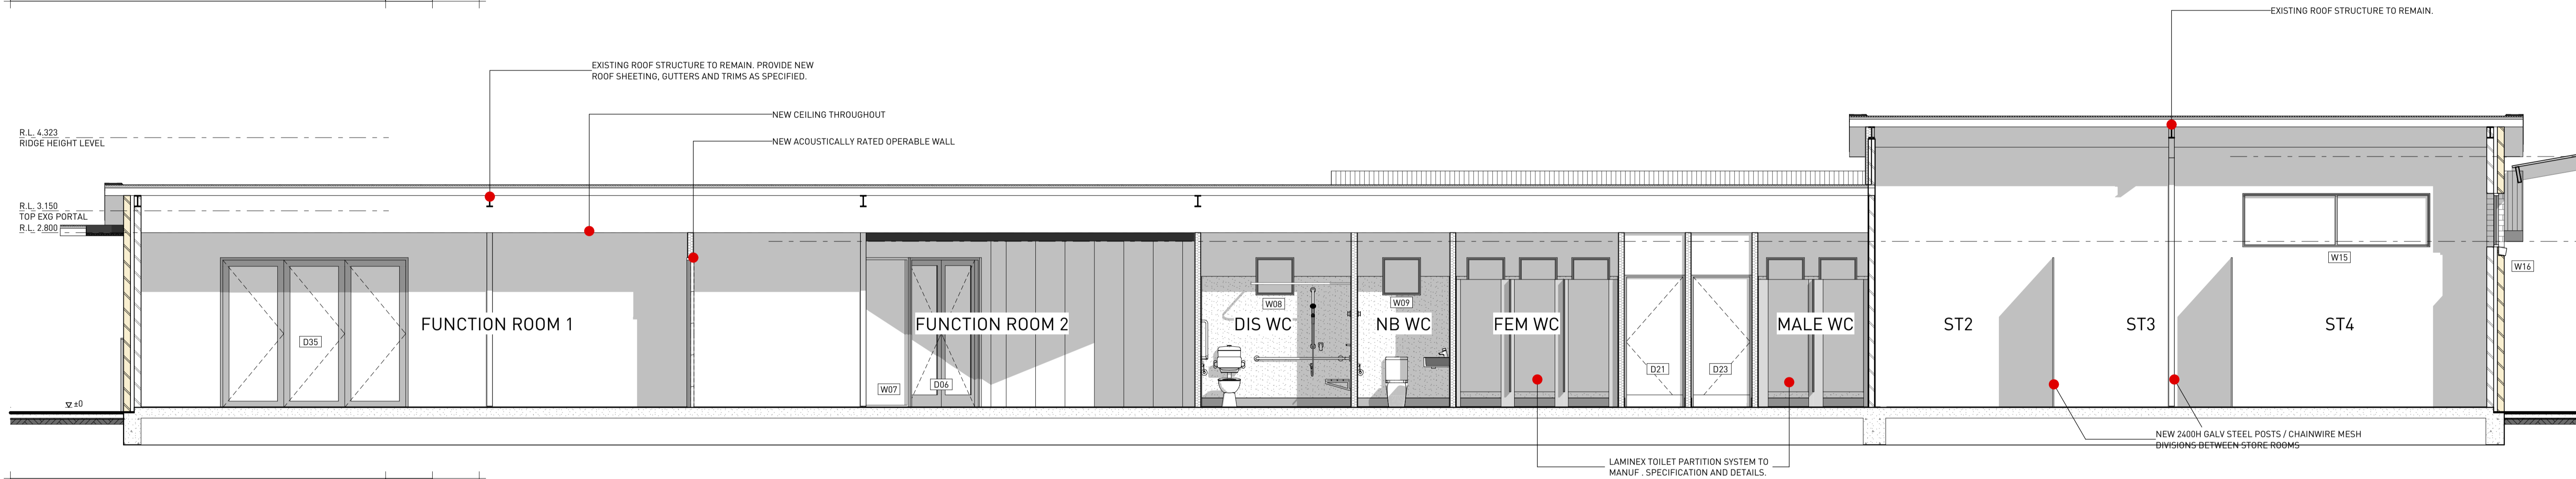 EXISTING ROOF STRUCTURE TO REMAIN.
EXISTING ROOF STRUCTURE TO REMAIN. PROVIDE NEW
ROOF SHEETING, GUTTERS AND TRIMS AS SPECIFIED.
NEW CEILING THROUGHOUT
NEW ACOUSTICALLY RATED OPERABLE WALL
R.L. 4.323
RIDGE HEIGHT LEVEL
R.L. 3.150
TOP EXG PORTAL
R.L. 2.800
W15
W16
W08
W09
FUNCTION ROOM 1
FUNCTION ROOM 2
DIS WC
NB WC
FEM WC
MALE WC
ST2
ST3
ST4
D35
D21
D23
W07
D06
±0
NEW 2400H GALV STEEL POSTS / CHAINWIRE MESH
DIVISIONS BETWEEN STORE ROOMS
LAMINEX TOILET PARTITION SYSTEM TO
MANUF . SPECIFICATION AND DETAILS.